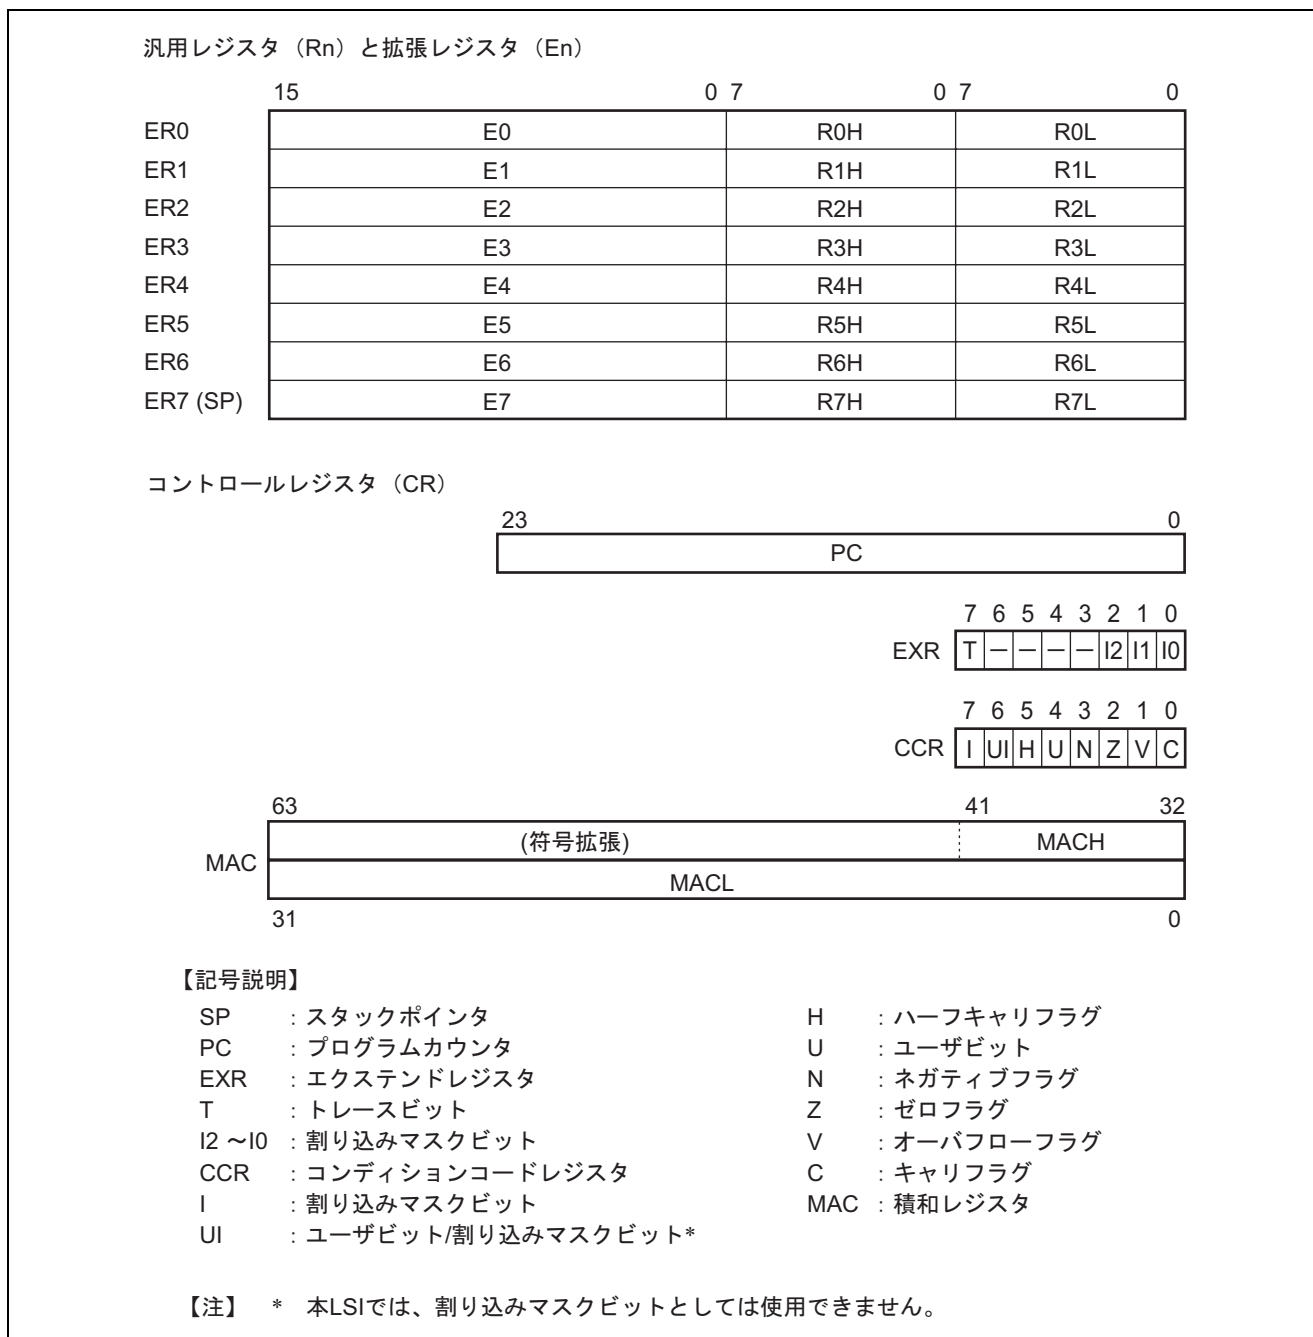 汎用レジスタ（Rn）と拡張レジスタ（En）
15 0 7 0 7 0
ER0 E0 R0H R0L
ER1 E1 R1H R1L
ER2 E2 R2H R2L
ER3 E3 R3H R3L
ER4 E4 R4H R4L
ER5 E5 R5H R5L
ER6 E6 R6H R6L
ER7 (SP) E7 R7H R7L
コントロールレジスタ（CR）
23 0
PC
7 6 5 4 3 2 1 0
EXR T － － － － I2 I1 I0
7 6 5 4 3 2 1 0
CCR I UI H U N Z V C
63 41 32
(符号拡張) MACH
MAC
MACL
31 0
【記号説明】
SP ：スタックポインタ
PC ：プログラムカウンタ
EXR ：エクステンドレジスタ
T ：トレースビット
I2 ～I0 ：割り込みマスクビット
CCR ：コンディションコードレジスタ
I ：割り込みマスクビット
UI ：ユーザビット/割り込みマスクビット*
H ：ハーフキャリフラグ
U ：ユーザビット
N ：ネガティブフラグ
Z ：ゼロフラグ
V ：オーバフローフラグ
C ：キャリフラグ
MAC ：積和レジスタ
【注】 * 本LSIでは、割り込みマスクビットとしては使用できません。